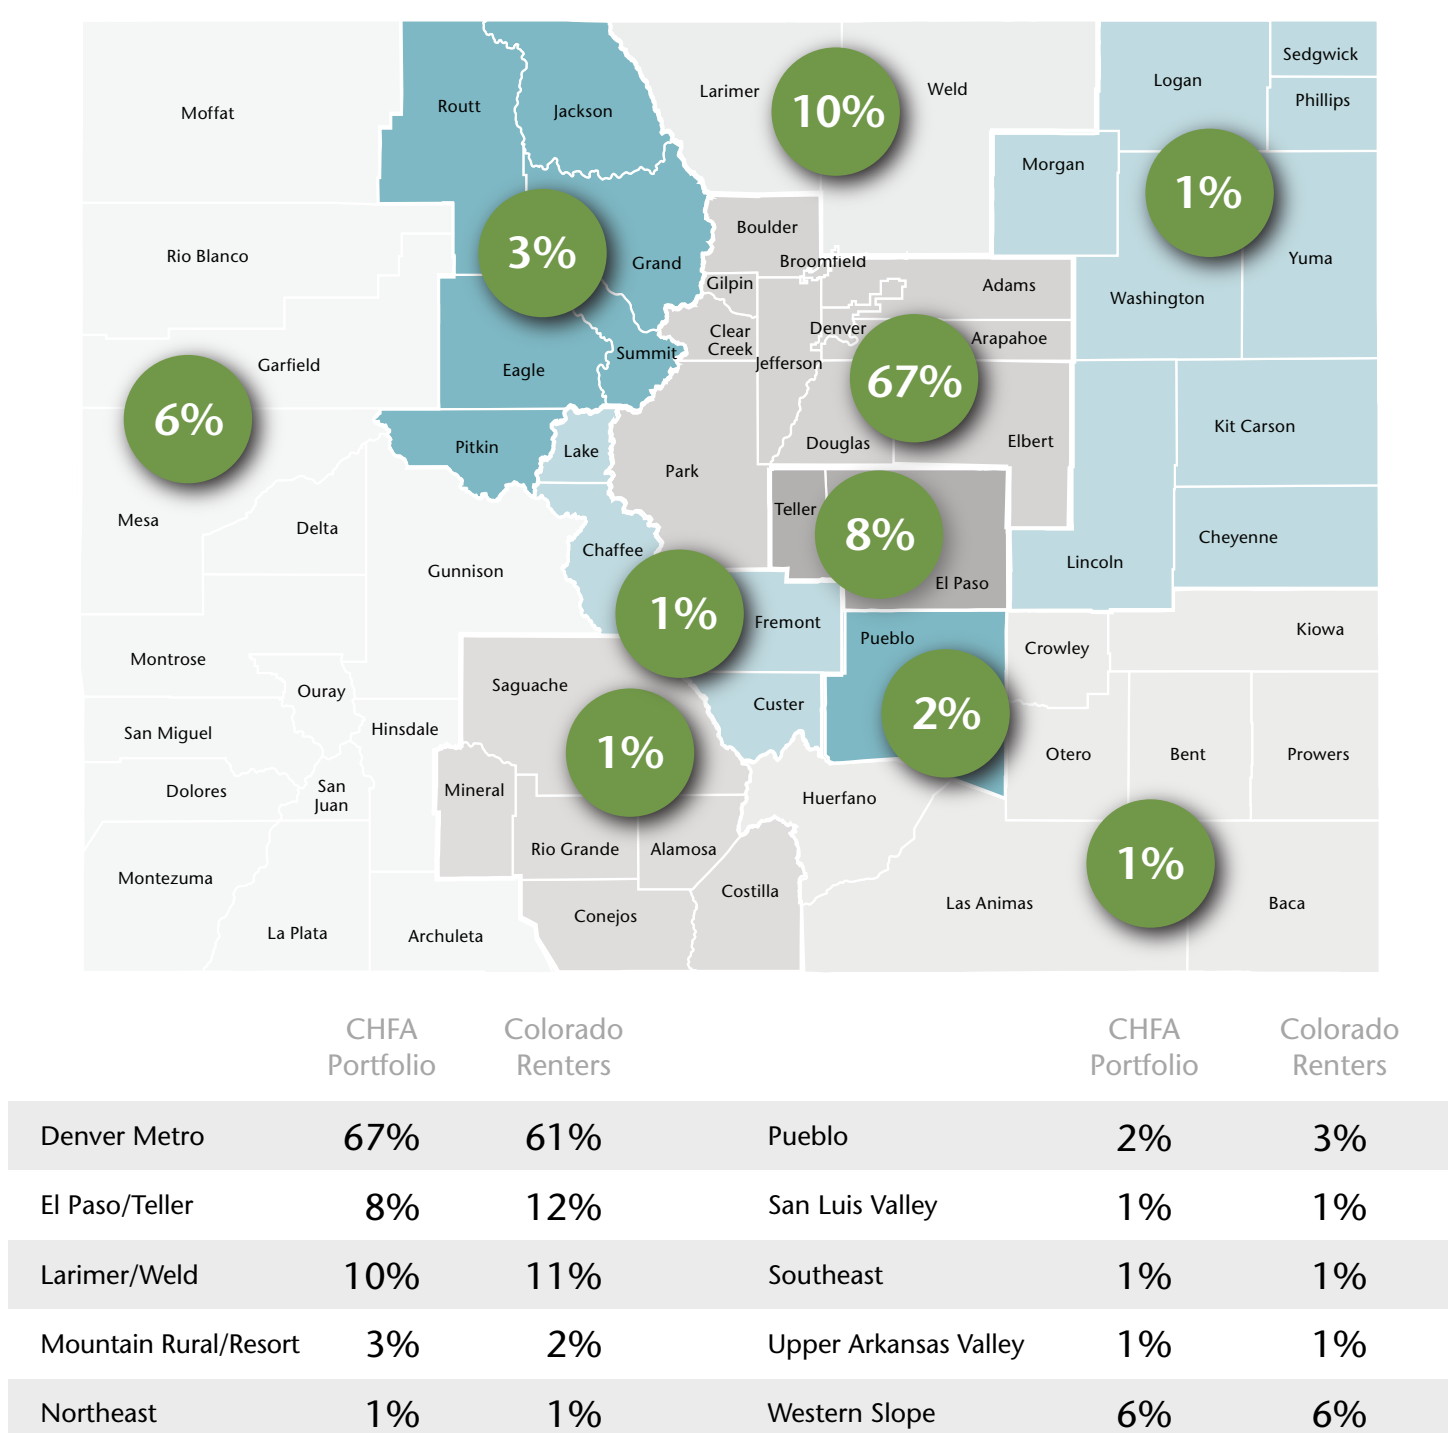 Moffat
Routt
Jackson
Larimer
10%
Weld
Logan
Sedgwick
Phillips
Morgan
1%
Yuma
Washington
Rio Blanco
3%
Grand
Boulder
Broomfield
Gilpin
Adams
Clear
Creek
Denver
Arapahoe
Jefferson
Garfield
Eagle
Summit
67%
6%
Pitkin
Lake
Park
Douglas
Elbert
Kit Carson
Mesa
Delta
Gunnison
Chaffee
Teller
8%
El Paso
Lincoln
Cheyenne
1%
Fremont
Pueblo
Crowley
Kiowa
Montrose
Ouray
Saguache
Custer
2%
San Miguel
Hinsdale
1%
Otero
Bent
Prowers
Dolores
San
Juan
Mineral
Huerfano
Rio Grande
Alamosa
1%
Montezuma
Costilla
Las Animas
Baca
La Plata
Archuleta
Conejos
CHFA
Portfolio
Colorado
Renters
CHFA
Portfolio
Colorado
Renters
Denver Metro 67% 61% Pueblo 2% 3%
El Paso/Teller 8% 12% San Luis Valley 1% 1%
Larimer/Weld 10% 11% Southeast 1% 1%
Mountain Rural/Resort 3% 2% Upper Arkansas Valley 1% 1%
Northeast 1% 1% Western Slope 6% 6%